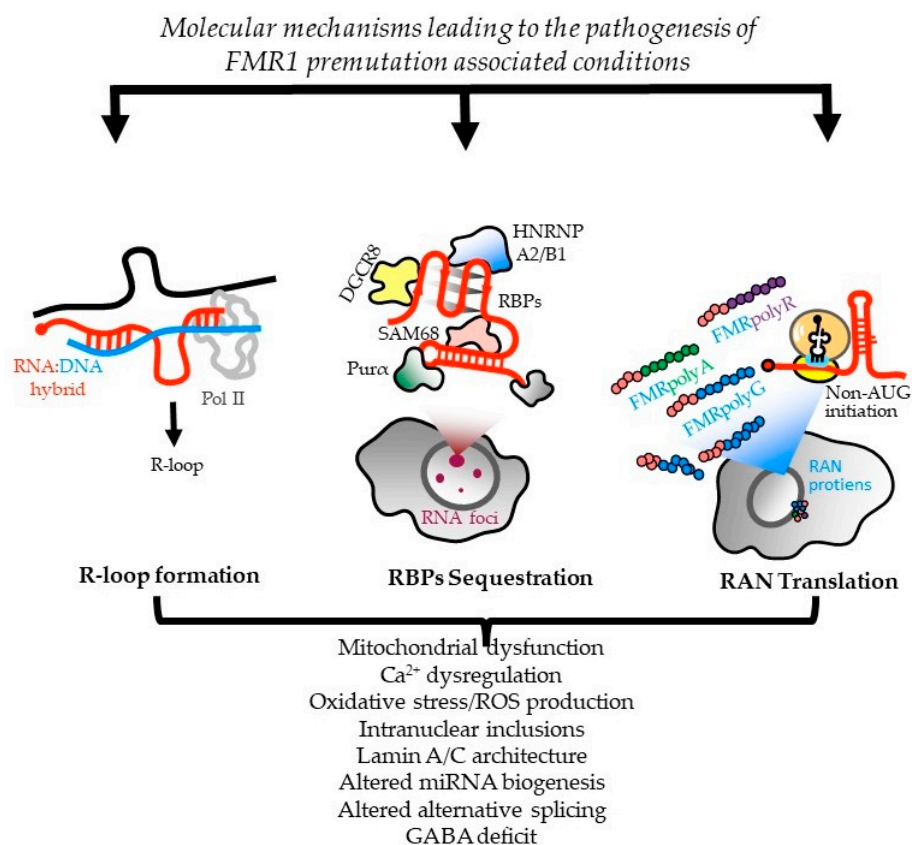 Molecular mechanisms leading to the pathogenesis of
FMR1 premutation associated conditions
RNA:DNA
hybrid
Pol II
R-loop
R-loop formation
DGCR8
HNRNP
A2/B1
RBPs
SAM68
Purα
RNA foci
RBPs Sequestration
FMRpolyR
FMRpolyA
FMRpolyG
Non-AUG
initiation
RAN
protiens
RAN Translation
Mitochondrial dysfunction
Ca²⁺ dysregulation
Oxidative stress/ROS production
Intranuclear inclusions
Lamin A/C architecture
Altered miRNA biogenesis
Altered alternative splicing
GABA deficit